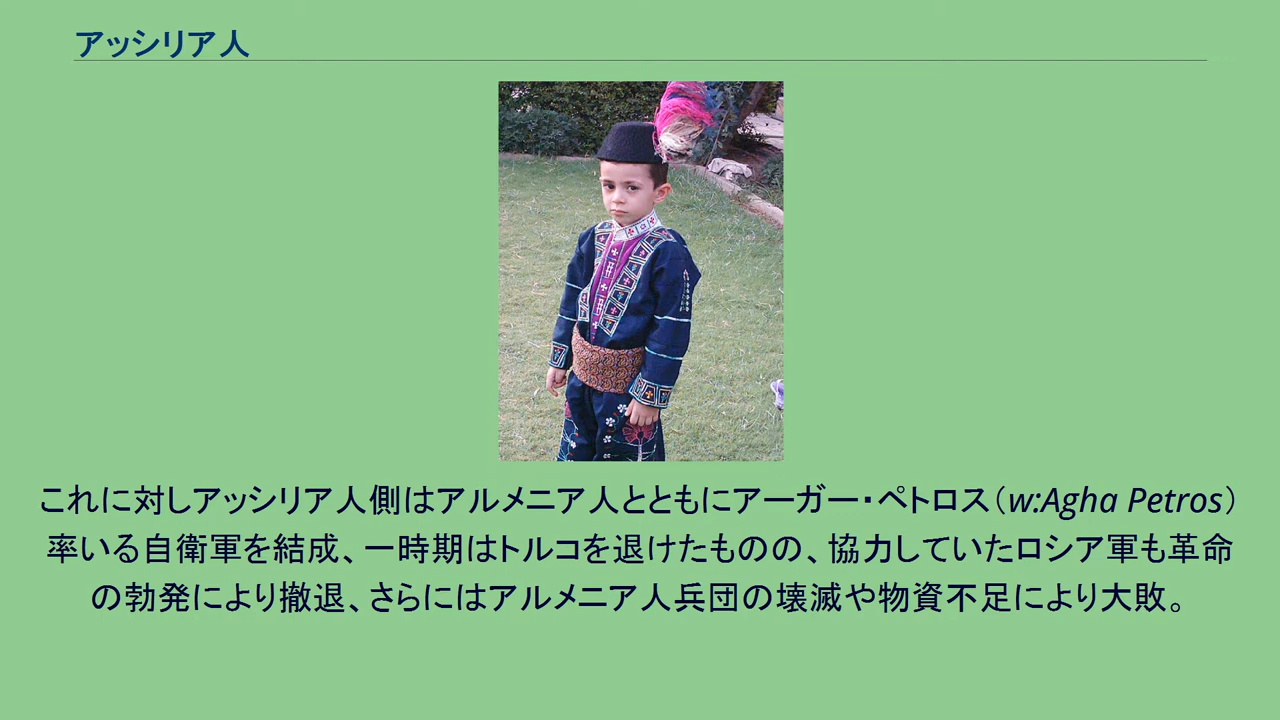 アッシリア人
これに対しアッシリア人側はアルメニア人とともにアーガー・ペトロス（w:Agha Petros）
率いる自衛軍を結成、一時期はトルコを退けたものの、協力していたロシア軍も革命
の勃発により撤退、さらにはアルメニア人兵団の壊滅や物資不足により大敗。